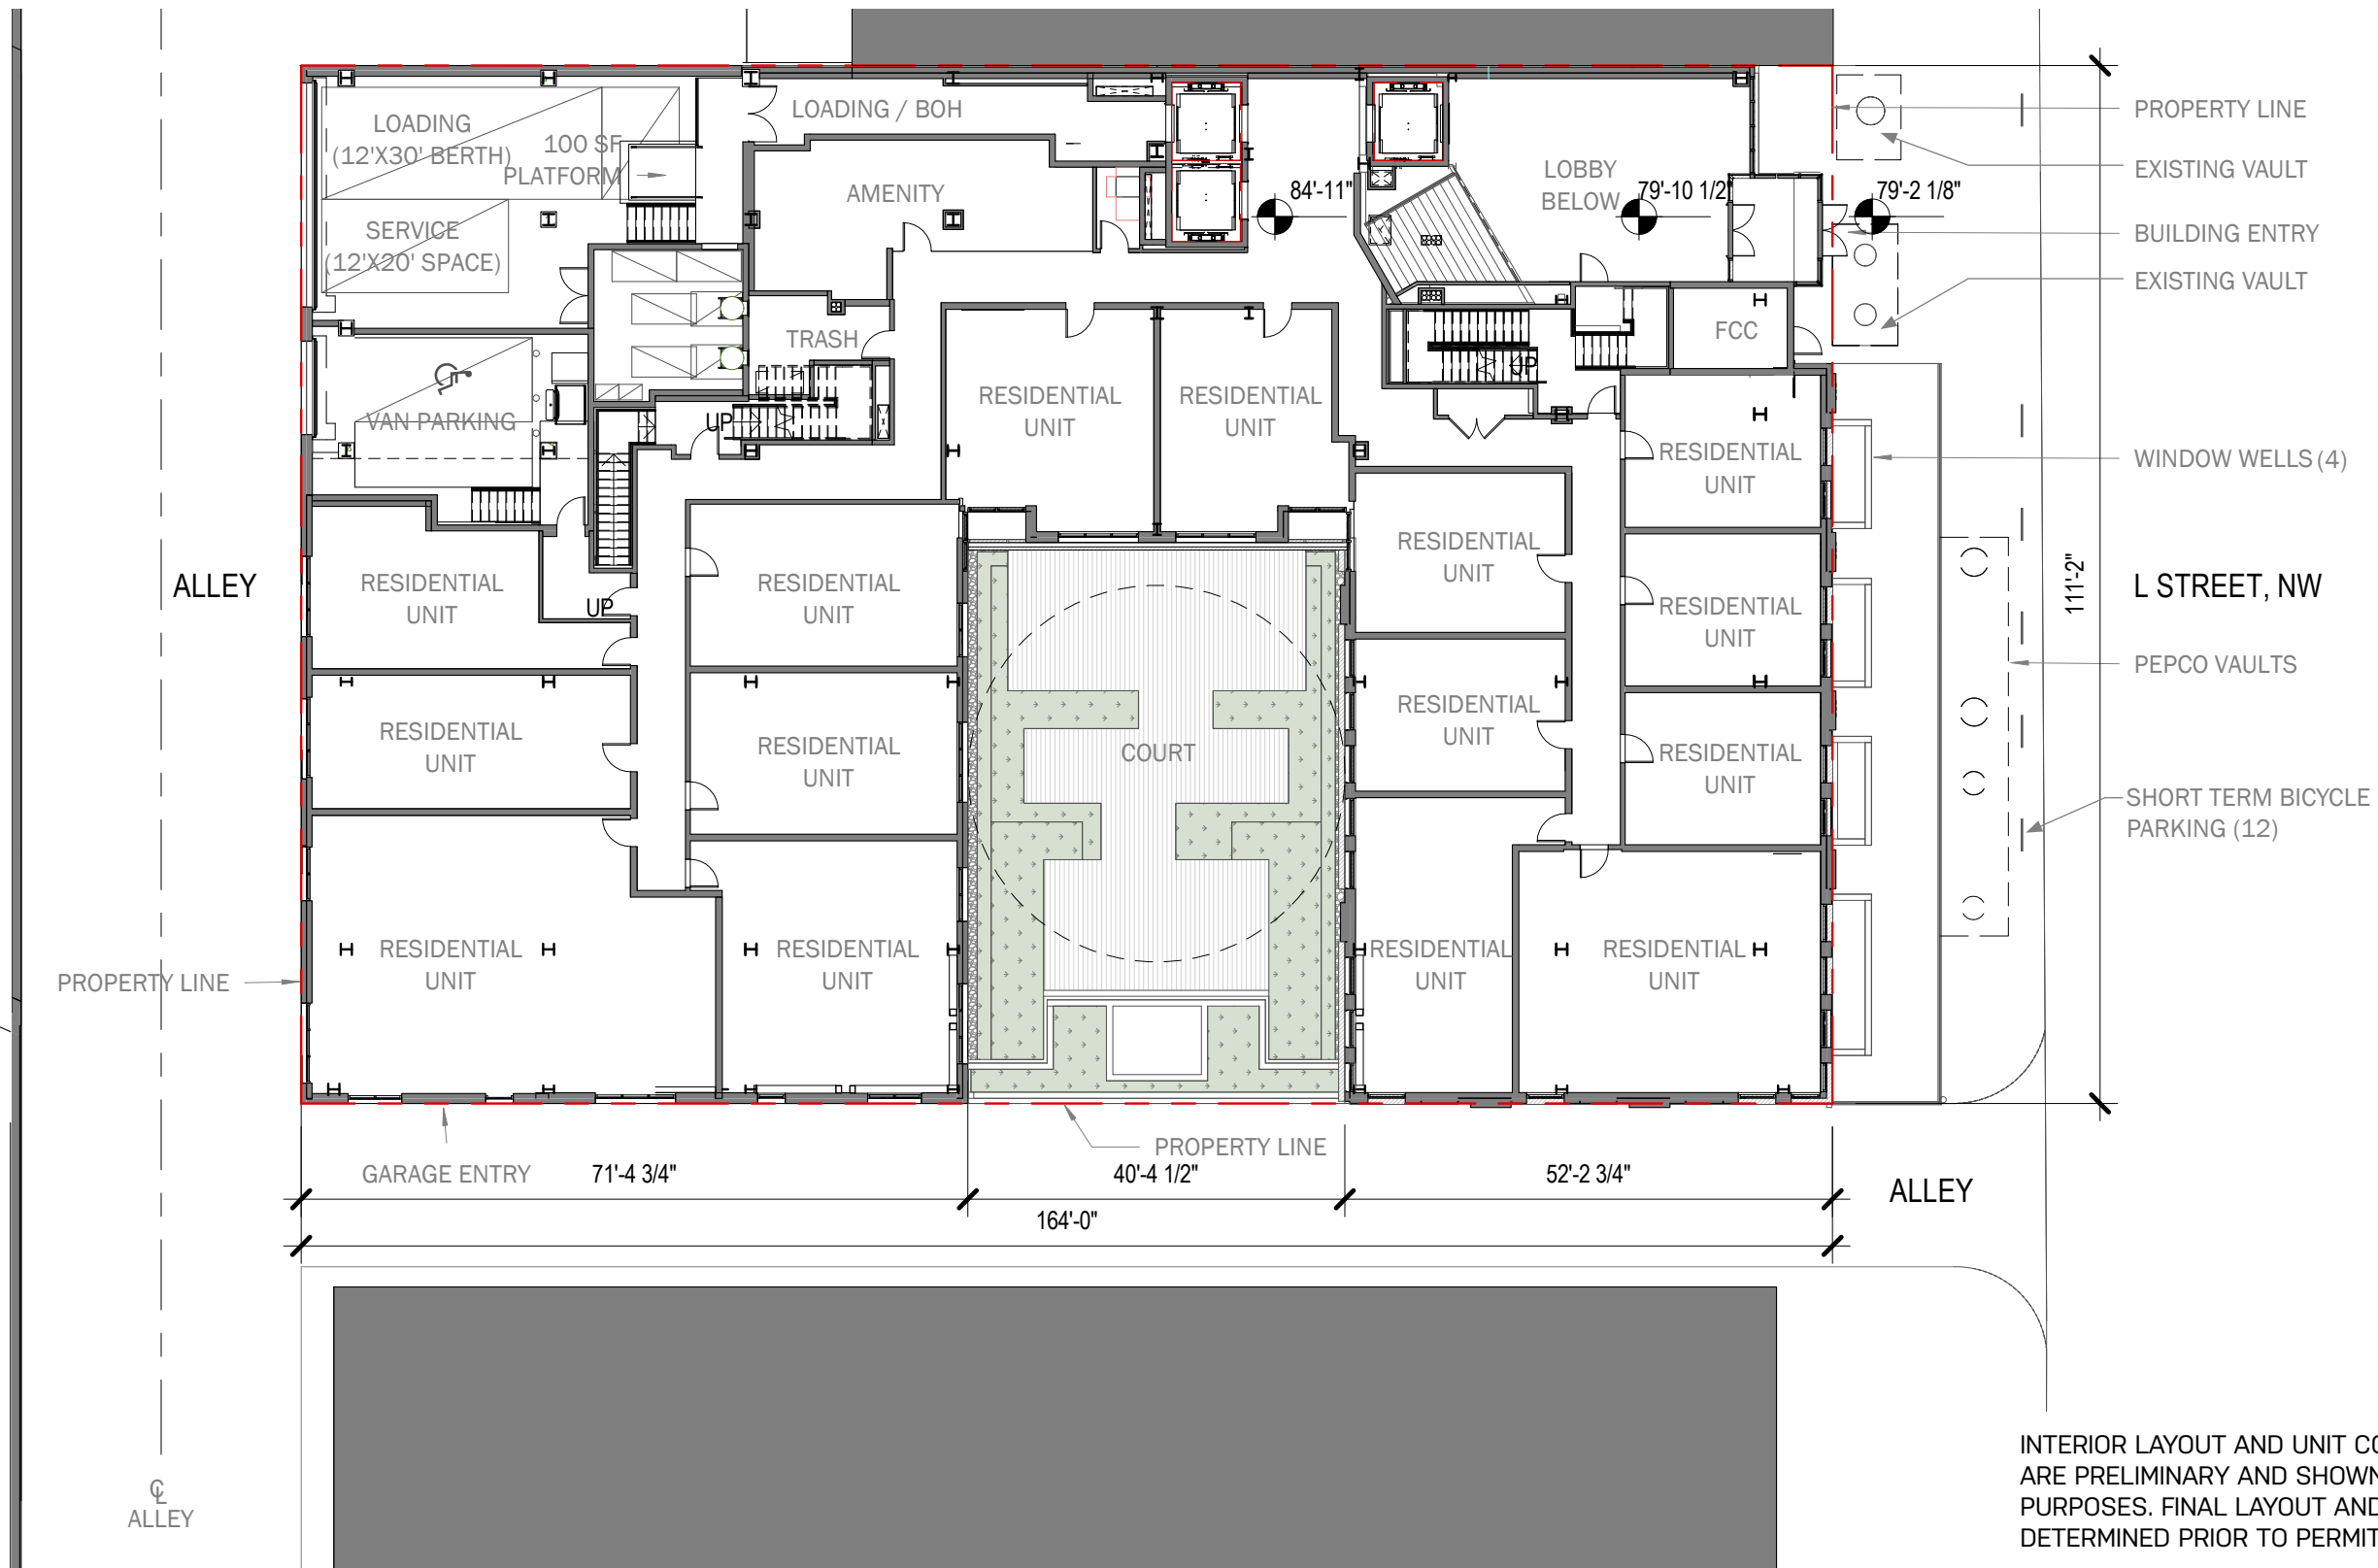 LOADING / BOH
LOADING
(12'X30' BERTH)
100 SF
PLATFORM
SERVICE
(12'X20' SPACE)
AMENITY
84'-11"
LOBBY
BELOW
79'-10 1/2"
79'-2 1/8"
PROPERTY LINE
EXISTING VAULT
BUILDING ENTRY
EXISTING VAULT
TRASH
FCC
VAN PARKING
UP
UP
RESIDENTIAL
UNIT
RESIDENTIAL
UNIT
RESIDENTIAL
UNIT
WINDOW WELLS (4)
ALLEY
RESIDENTIAL
UNIT
UP
RESIDENTIAL
UNIT
RESIDENTIAL
UNIT
RESIDENTIAL
UNIT
111'-2"
L STREET, NW
PEPCO VAULTS
RESIDENTIAL
UNIT
RESIDENTIAL
UNIT
COURT
RESIDENTIAL
UNIT
RESIDENTIAL
UNIT
SHORT TERM BICYCLE
PARKING (12)
PROPERTY LINE
RESIDENTIAL
UNIT
RESIDENTIAL
UNIT
RESIDENTIAL
UNIT
RESIDENTIAL
UNIT
PROPERTY LINE
GARAGE ENTRY
71'-4 3/4"
40'-4 1/2"
52'-2 3/4"
ALLEY
164'-0"
CL
ALLEY
INTERIOR LAYOUT AND UNIT
ARE PRELIMINARY AND SHOWN
PURPOSES. FINAL LAYOUT AND
DETERMINED PRIOR TO PERMIT